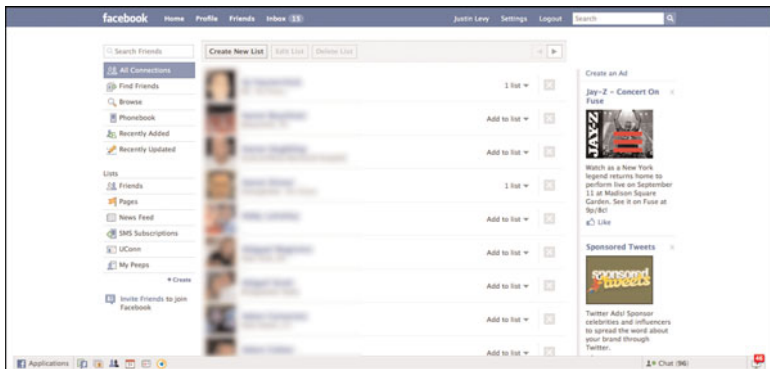 facebook Home Profile Friends Inbox 15 Justin Levy Settings Logout Search
Search Friends
Create New List Edit List Delete List
All Connections
Find Friends
Browse
Phonebook
Recently Added
Recently Updated
Lists
Friends
Pages
News Feed
SMS Subscriptions
UConn
My Peeps
Create
Invite Friends to join
Facebook
1 list
Add to list
Add to list
1 list
Add to list
Add to list
Add to list
Add to list
Add to list
Create an Ad
Jay-Z - Concert On
Fuse
JAY-Z
Watch as a New York
legend returns home to
perform live on September
11 at Madison Square
Garden. See it on Fuse at
9p/8c!
Like
Sponsored Tweets
sponsored
tweets
Twitter Ads! Sponsor
celebrities and influencers
to spread the word about
your brand through
Twitter.
Applications
Chat (96)